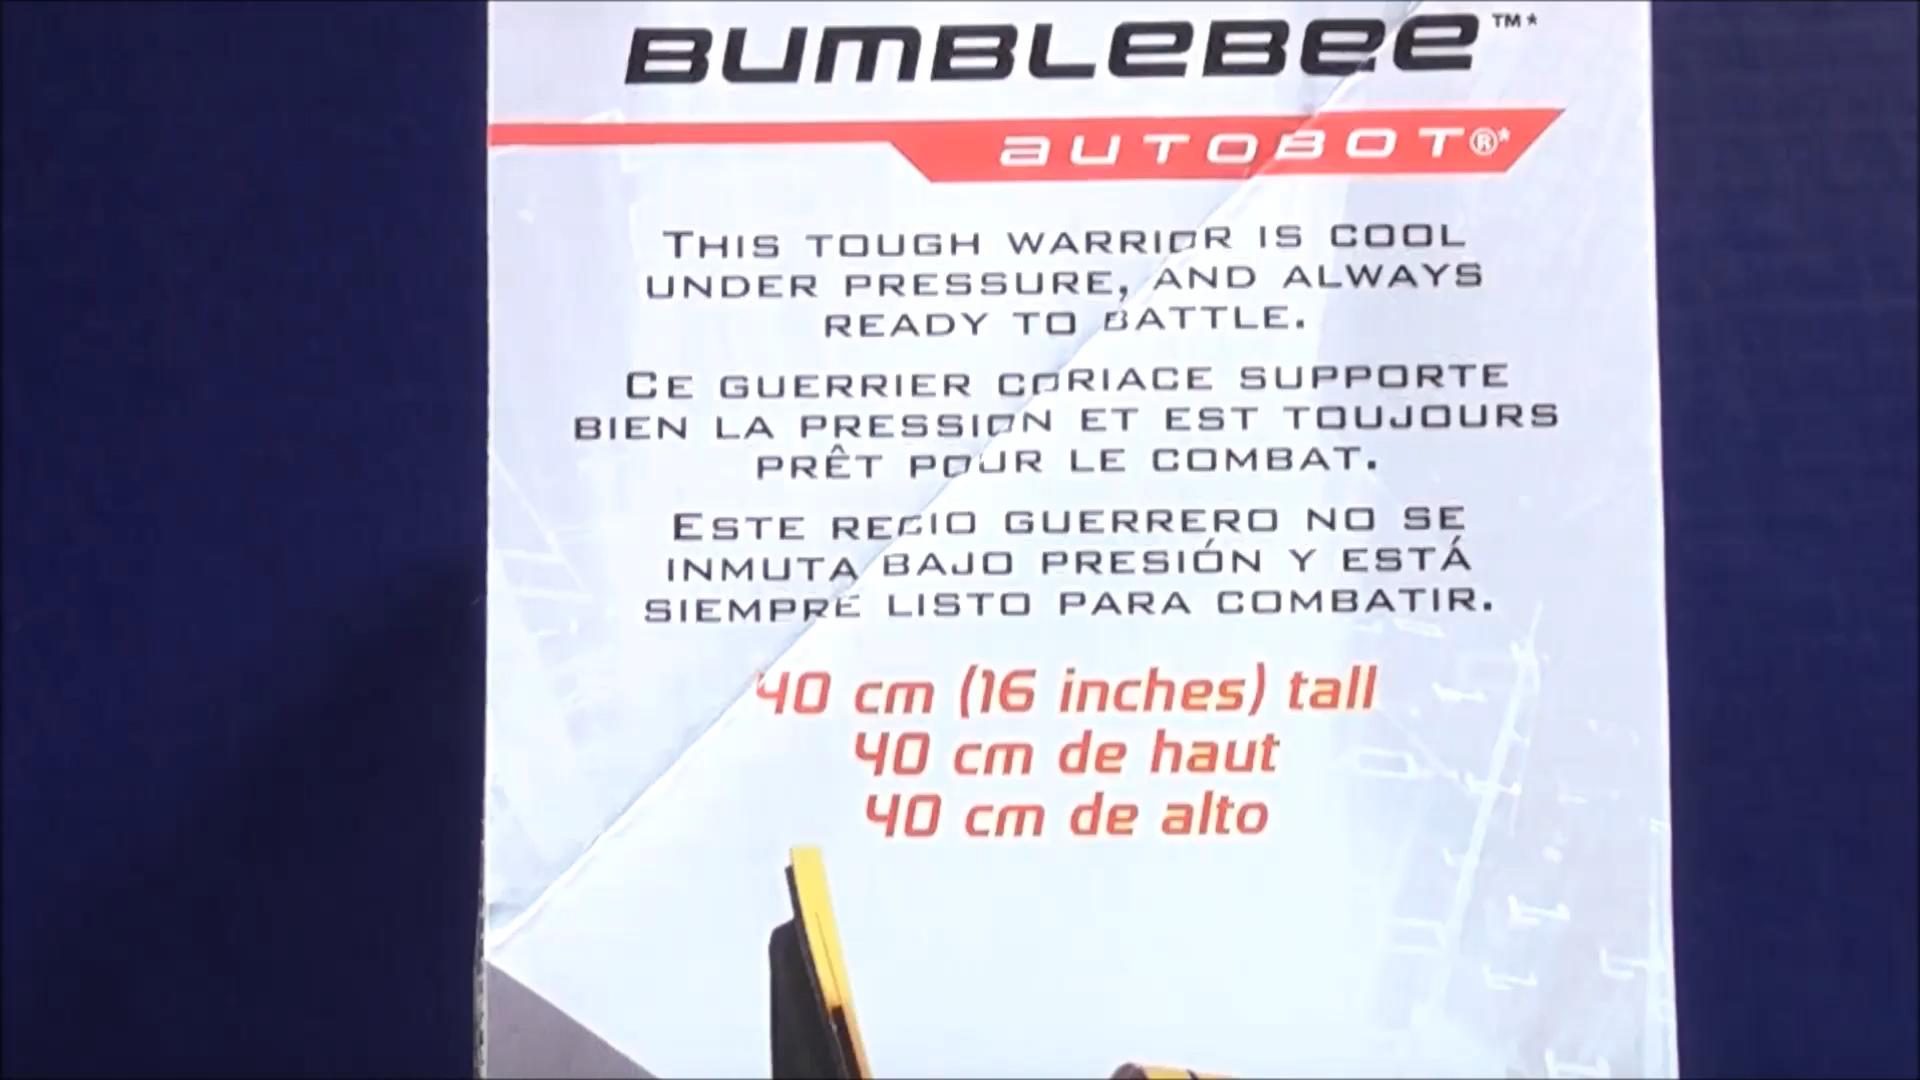 BUMBLEBEE™*
AUTOBOT®*
THIS TOUGH WARRIOR IS COOL
UNDER PRESSURE, AND ALWAYS
READY TO BATTLE.
CE GUERRIER CORIACE SUPPORTE
BIEN LA PRESSION ET EST TOUJOURS
PRÊT POUR LE COMBAT.
ESTE RECIO GUERRERO NO SE
INMUTA BAJO PRESIÓN Y ESTÁ
SIEMPRE LISTO PARA COMBATIR.
40 cm (16 inches) tall
40 cm de haut
40 cm de alto